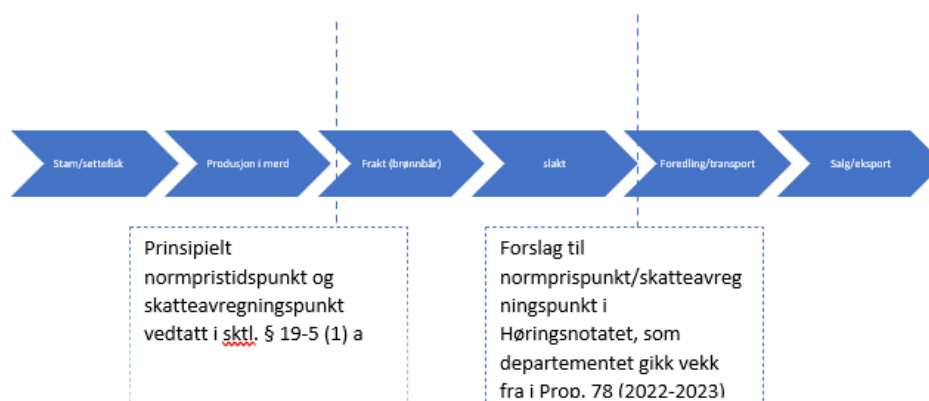 Stam/settefisk
Produsjon i merd
Frakt (brønnbår)
slakt
Foredling/transport
Salg/eksport
Prinsipielt
normpristidspunkt og
skatteavregningspunkt
vedtatt i sktl. § 19-5 (1) a
Forslag til
normprispunkt/skatteavreg
ningspunkt i
Høringsnotatet, som
departementet gikk vekk
fra i Prop. 78 (2022-2023)